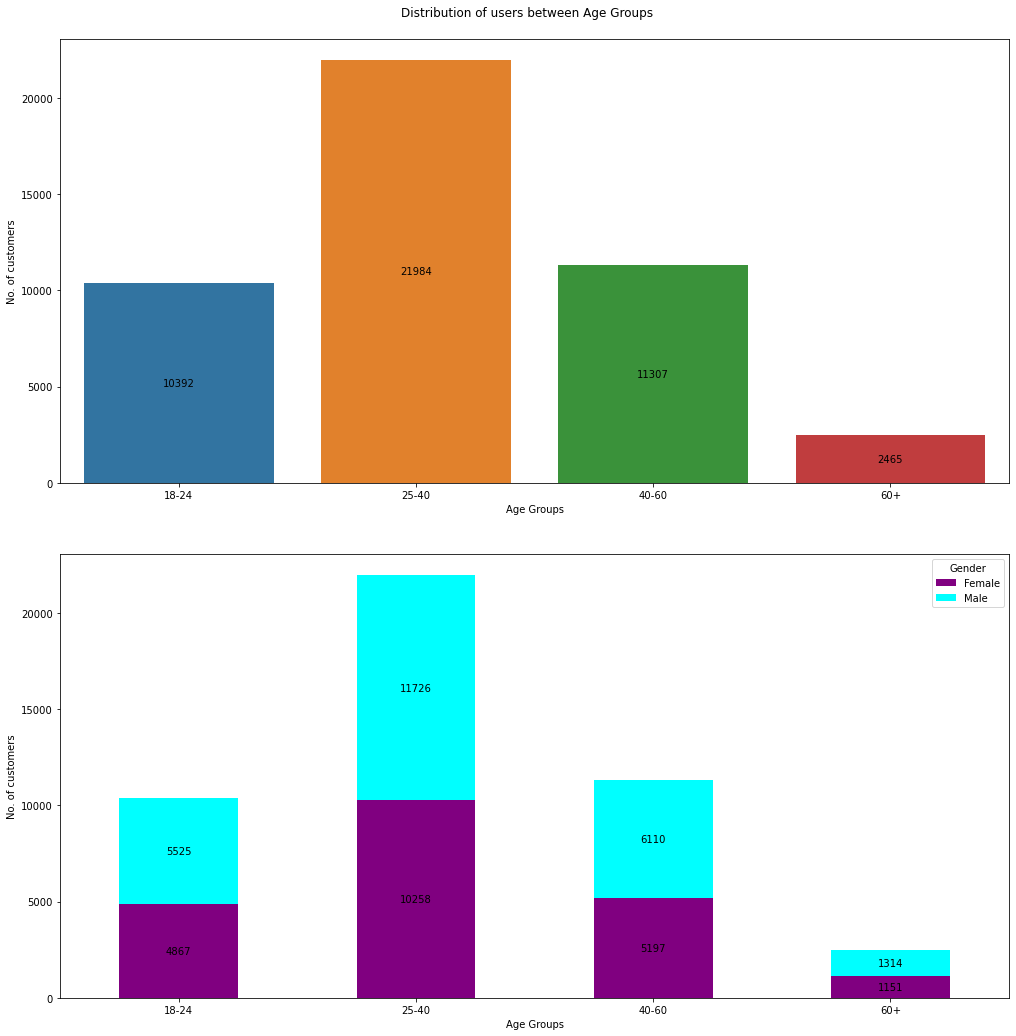 Distribution of users between Age Groups
No. of customers
20000
15000
10000
5000
0
10392
21984
11307
2465
18-24 25-40 40-60 60+
Age Groups
No. of customers
20000
15000
10000
5000
0
Gender
Female
Male
5525
11726
6110
1314
4867
10258
5197
1151
18-24 25-40 40-60 60+
Age Groups